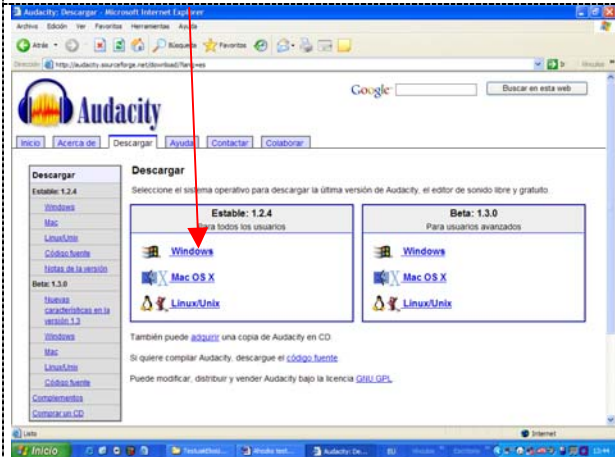 Audacity: Descargar - Microsoft Internet Explorer
Archivo Edición Ver Favoritos Herramientas Ayuda
Atrás Búsqueda Favoritos
Dirección http://audacity.sourceforge.net/download/?lang=es Ir Vínculos
Audacity
Google Buscar en esta web
Inicio Acerca de Descargar Ayuda Contactar Colaborar
Descargar
Estable: 1.2.4
Windows
Mac
Linux/Unix
Código fuente
Notas de la versión
Beta: 1.3.0
Nuevas
características en la
versión 1.3
Windows
Mac
Linux/Unix
Código fuente
Complementos
Comprar un CD
Descargar
Seleccione el sistema operativo para descargar la última versión de Audacity, el editor de sonido libre y gratuito.
Estable: 1.2.4
Para todos los usuarios
Windows
Mac OS X
Linux/Unix
Beta: 1.3.0
Para usuarios avanzados
Windows
Mac OS X
Linux/Unix
También puede adquirir una copia de Audacity en CD.
Si quiere compilar Audacity, descargue el código fuente.
Puede modificar, distribuir y vender Audacity bajo la licencia GNU GPL.
Listo Internet
Inicio Audacity: De... EU Vínculos 13:44